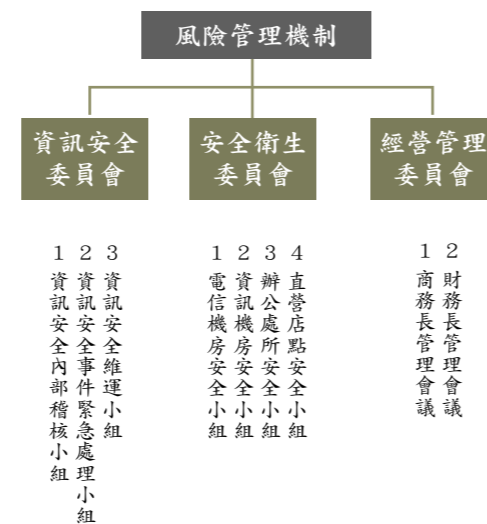 風險管理機制
資訊安全
委員會
安全衛生
委員會
經營管理
委員會
1 資訊安全內部稽核小組
2 資訊安全事件緊急處理小組
3 資訊安全維運小組
1 電信機房安全小組
2 資訊機房安全小組
3 辦公處所安全小組
4 直營店點安全小組
1 商務長管理會議
2 財務長管理會議